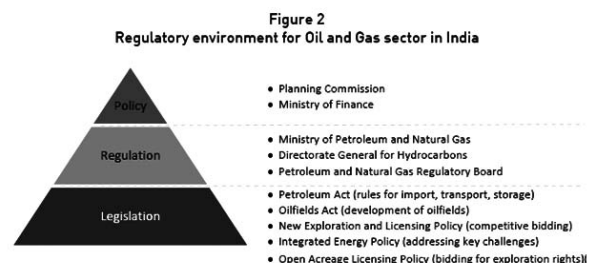 Figure 2
Regulatory environment for Oil and Gas sector in India
Policy
• Planning Commission
• Ministry of Finance
Regulation
• Ministry of Petroleum and Natural Gas
• Directorate General for Hydrocarbons
• Petroleum and Natural Gas Regulatory Board
Legislation
• Petroleum Act (rules for import, transport, storage)
• Oilfields Act (development of oilfields)
• New Exploration and Licensing Policy (competitive bidding)
• Integrated Energy Policy (addressing key challenges)
• Open Acreage Licensing Policy (bidding for exploration rights)l